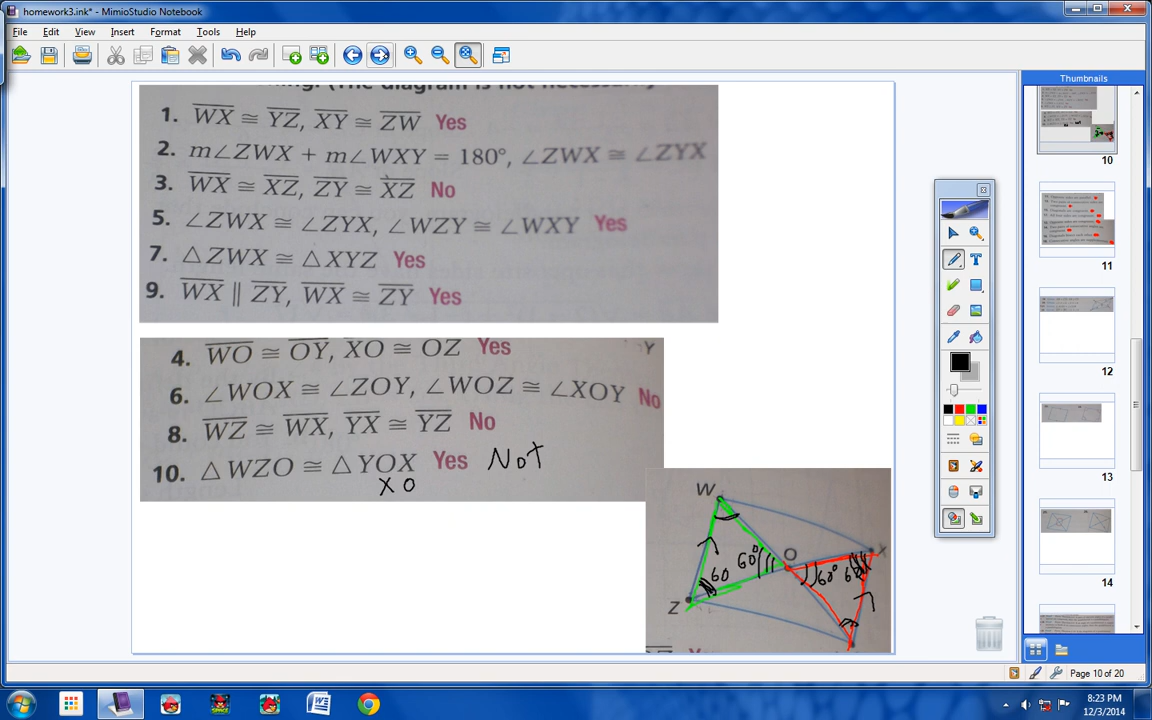 homework3.ink* - MimioStudio Notebook
File Edit View Insert Format Tools Help
1. WX ≅ YZ, XY ≅ ZW Yes
2. m∠ZWX + m∠WXY = 180°, ∠ZWX ≅ ∠ZYX
3. WX ≅ XZ, ZY ≅ XZ No
5. ∠ZWX ≅ ∠ZYX, ∠WZY ≅ ∠WXY Yes
7. △ZWX ≅ △XYZ Yes
9. WX ∥ ZY, WX ≅ ZY Yes
Y
4. WO ≅ OY, XO ≅ OZ Yes
6. ∠WOX ≅ ∠ZOY, ∠WOZ ≅ ∠XOY No
8. WZ ≅ WX, YX ≅ YZ No
10. △WZO ≅ △YOX Yes Not
XO
W
O
X
60° 60
60° 6
Z
Thumbnails
10
11
12
13
14
Page 10 of 20
8:23 PM
12/3/2014